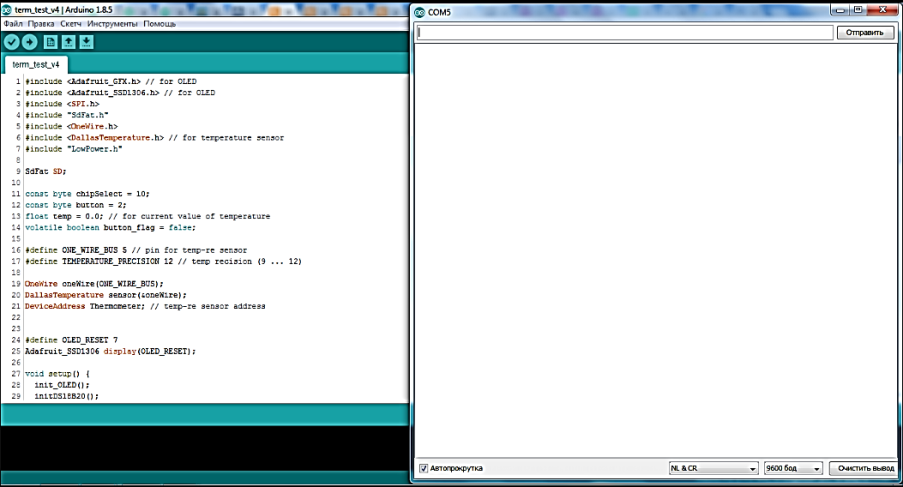 term_test_v4 | Arduino 1.8.5
Файл Правка Скетч Инструменты Помощь
term_test_v4
1 #include <Adafruit_GFX.h> // for OLED
2 #include <Adafruit_SSD1306.h> // for OLED
3 #include <SPI.h>
4 #include "SdFat.h"
5 #include <OneWire.h>
6 #include <DallasTemperature.h> // for temperature sensor
7 #include "LowPower.h"
8
9 SdFat SD;
10
11 const byte chipSelect = 10;
12 const byte button = 2;
13 float temp = 0.0; // for current value of temperature
14 volatile boolean button_flag = false;
15
16 #define ONE_WIRE_BUS 5 // pin for temp-re sensor
17 #define TEMPERATURE_PRECISION 12 // temp recision (9 ... 12)
18
19 OneWire oneWire(ONE_WIRE_BUS);
20 DallasTemperature sensor(&oneWire);
21 DeviceAddress Thermometer; // temp-re sensor address
22
23
24 #define OLED_RESET 7
25 Adafruit_SSD1306 display(OLED_RESET);
26
27 void setup() {
28 init_OLED();
29 initDS18B20();
COM5
Отправить
Автопрокрутка
NL & CR
9600 бод
Очистить вывод